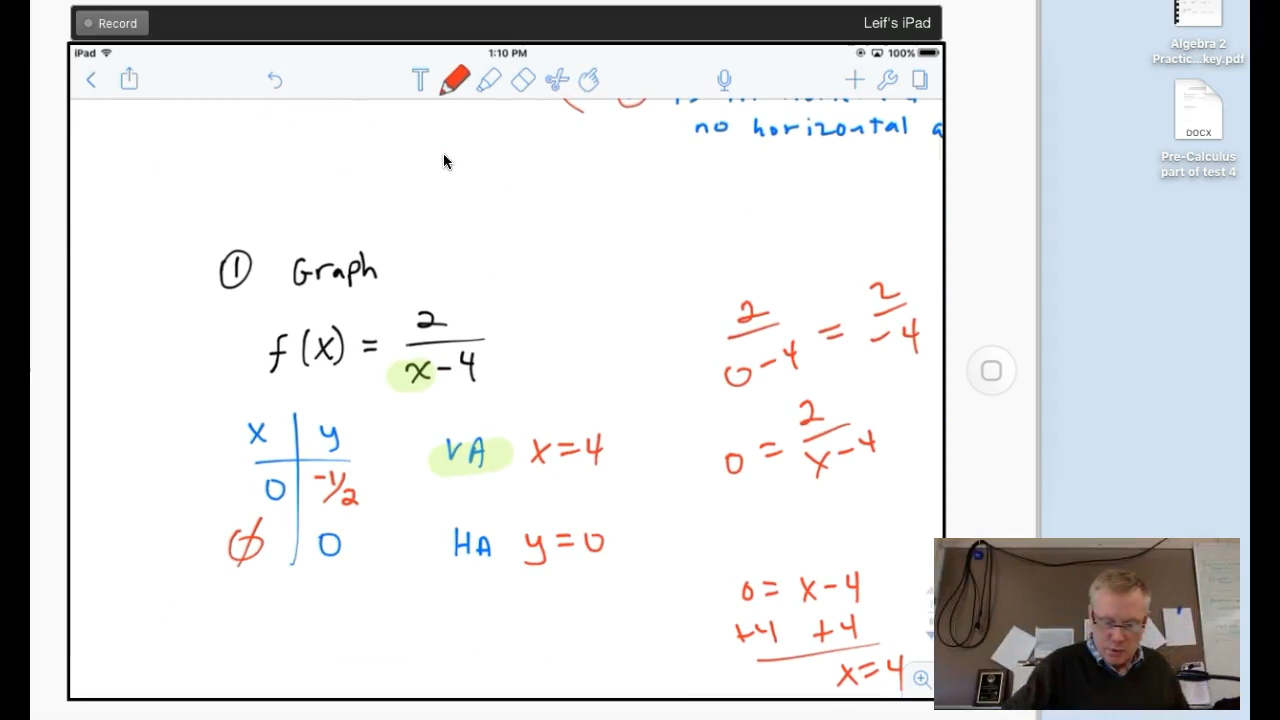 Record
Leif's iPad
iPad
1:10 PM
100%
T
no horizontal
① Graph
f(x) = 2/(x-4)
x | y
0 | -1/2
∅ | 0
VA x=4
HA y=0
2/(0-4) = 2/-4
0 = 2/(x-4)
0 = x-4
+4 +4
x=4
Algebra 2
Practic...key.pdf
DOCX
Pre-Calculus
part of test 4